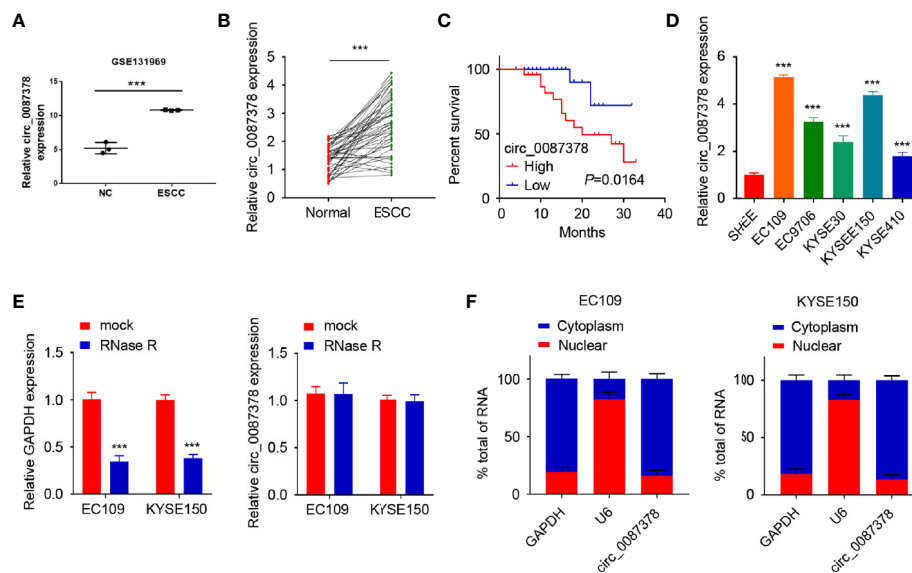 A
GSE131969
***
Relative circ_0087378
expression
15
10
5
0
NC
ESCC
B
***
Relative circ_0087378 expression
5
4
3
2
1
0
Normal
ESCC
C
Percent survival
100
50
0
circ_0087378
High
Low
P=0.0164
0
10
20
30
40
Months
D
Relative circ_0087378 expression
6
4
2
0
***
***
***
***
***
SHEE
EC109
EC9706
KYSE30
KYSEE150
KYSE410
E
mock
RNase R
Relative GAPDH expression
1.5
1.0
0.5
0.0
***
***
EC109
KYSE150
mock
RNase R
Relative circ_0087378 expression
1.5
1.0
0.5
0.0
EC109
KYSE150
F
EC109
Cytoplasm
Nuclear
% total of RNA
100
50
0
GAPDH
U6
circ_0087378
KYSE150
Cytoplasm
Nuclear
% total of RNA
100
50
0
GAPDH
U6
circ_0087378